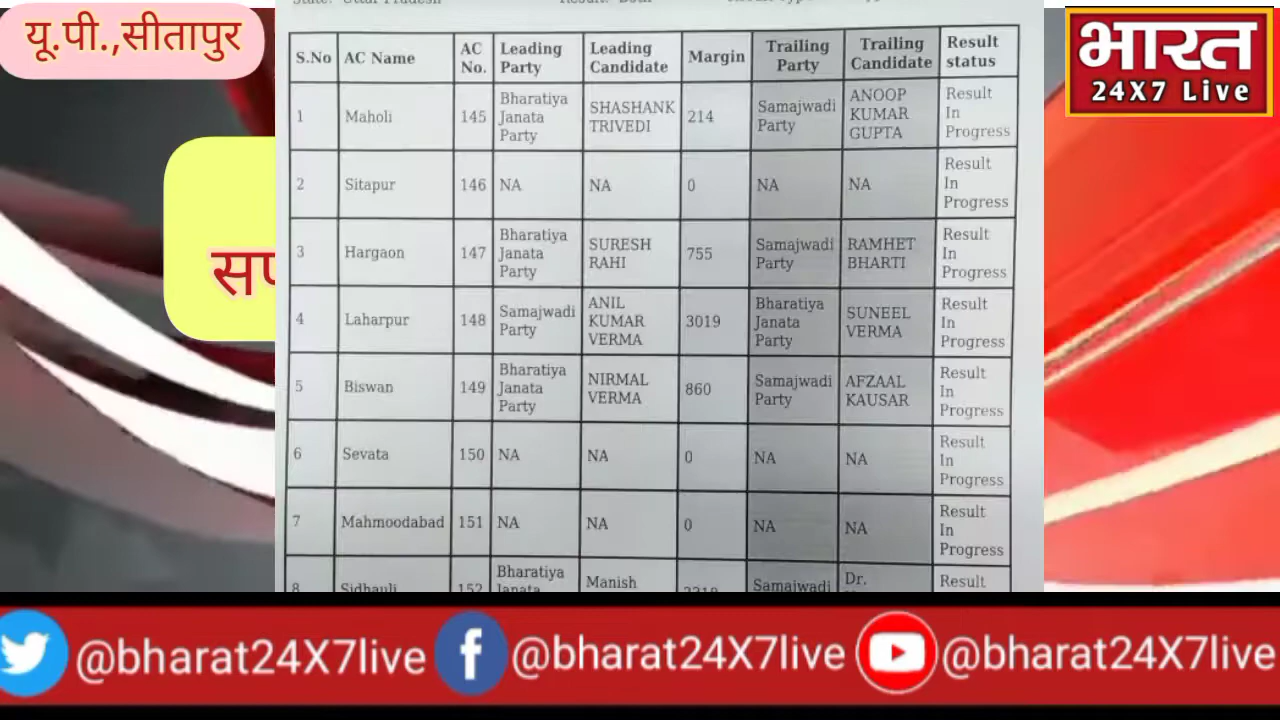 यू.पी.,सीतापुर
भारत
24X7 Live
S.No AC Name AC No. Leading Party Leading Candidate Margin Trailing Party Trailing Candidate Result status
1 Maholi 145 Bharatiya Janata Party SHASHANK TRIVEDI 214 Samajwadi Party ANOOP KUMAR GUPTA Result In Progress
2 Sitapur 146 NA NA 0 NA NA Result In Progress
3 Hargaon 147 Bharatiya Janata Party SURESH RAHI 755 Samajwadi Party RAMHET BHARTI Result In Progress
4 Laharpur 148 Samajwadi Party ANIL KUMAR VERMA 3019 Bharatiya Janata Party SUNEEL VERMA Result In Progress
5 Biswan 149 Bharatiya Janata Party NIRMAL VERMA 860 Samajwadi Party AFZAAL KAUSAR Result In Progress
6 Sevata 150 NA NA 0 NA NA Result In Progress
7 Mahmoodabad 151 NA NA 0 NA NA Result In Progress
8 Sidhauli 152 Bharatiya Janata Manish Samajwadi Dr. Result
@bharat24X7live @bharat24X7live @bharat24X7live